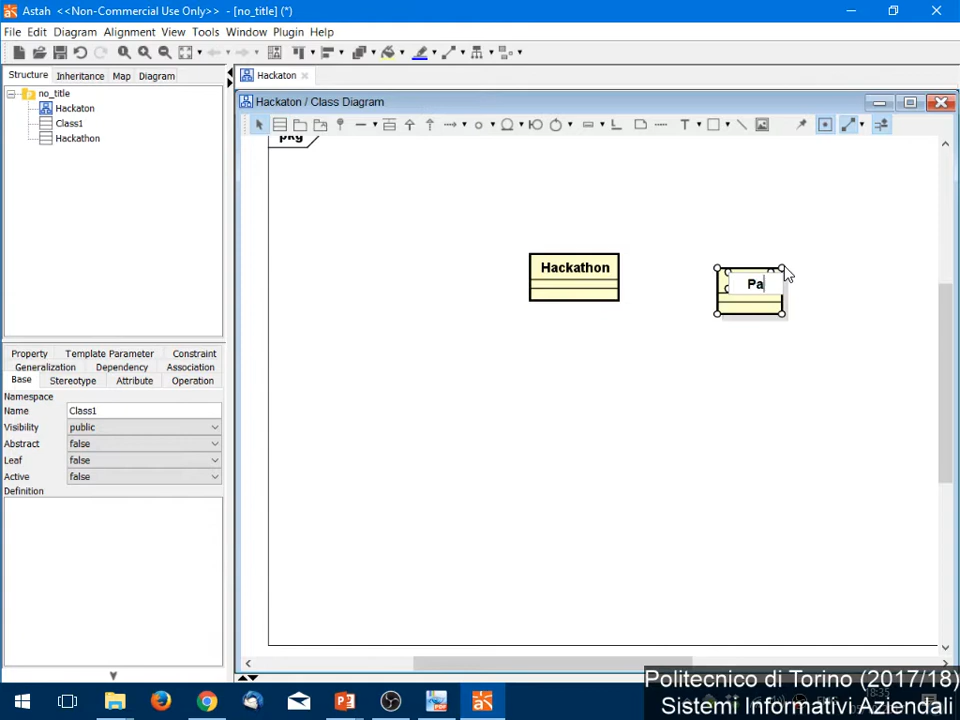 Astah <<Non-Commercial Use Only>> - [no_title] (*)
File Edit Diagram Alignment View Tools Window Plugin Help
Structure Inheritance Map Diagram
Hackaton
no_title
Hackaton
Class1
Hackathon
Hackaton / Class Diagram
T
pkg
Hackathon
Pa
Property Template Parameter Constraint
Generalization Dependency Association
Base Stereotype Attribute Operation
Namespace
Name Class1
Visibility public
Abstract false
Leaf false
Active false
Definition
Politecnico di Torino (2017/18)
Sistemi Informativi Aziendali